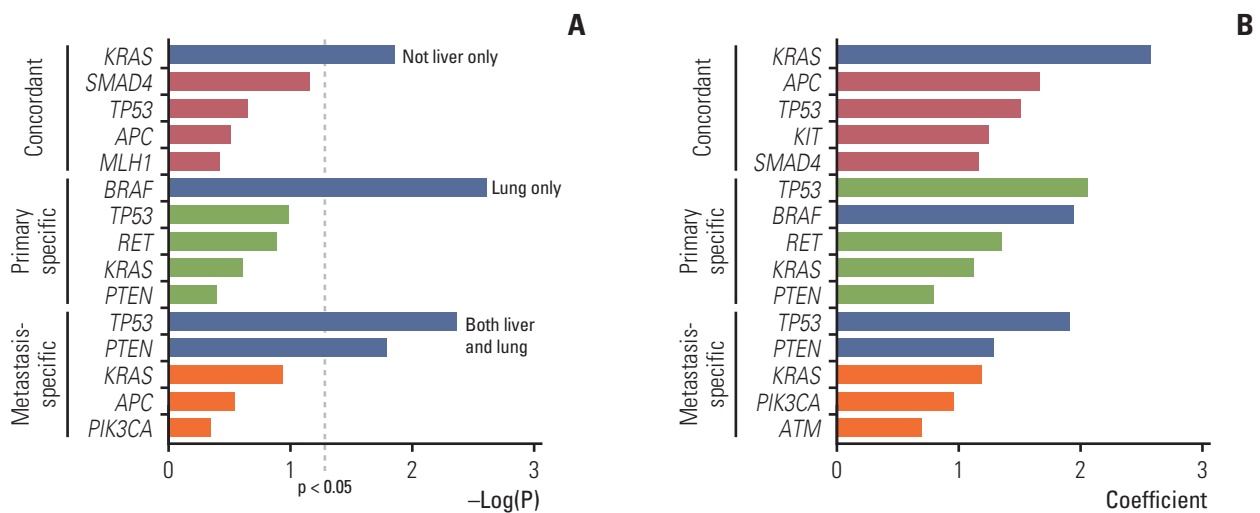 A
Concordant
KRAS
SMAD4
TP53
APC
MLH1
Not liver only
Primary
specific
BRAF
TP53
RET
KRAS
PTEN
Lung only
Metastasis-
specific
TP53
PTEN
KRAS
APC
PIK3CA
Both liver
and lung
0 1 2 3
p < 0.05
–Log(P)
B
Concordant
KRAS
APC
TP53
KIT
SMAD4
Primary
specific
TP53
BRAF
RET
KRAS
PTEN
Metastasis-
specific
TP53
PTEN
KRAS
PIK3CA
ATM
0 1 2 3
Coefficient